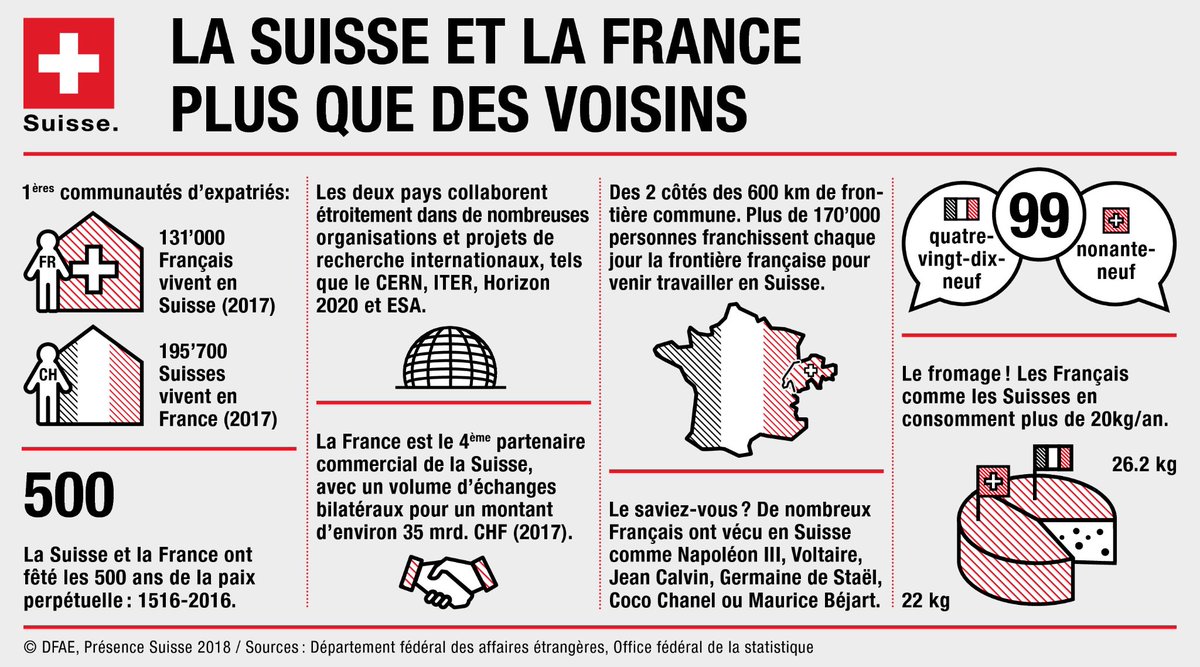 Suisse.
LA SUISSE ET LA FRANCE
PLUS QUE DES VOISINS
1ères communautés d’expatriés:
FR
131’000
Français
vivent en
Suisse (2017)
CH
195’700
Suisses
vivent en
France (2017)
500
La Suisse et la France ont
fêté les 500 ans de la paix
perpétuelle : 1516-2016.
Les deux pays collaborent
étroitement dans de nombreuses
organisations et projets de
recherche internationaux, tels
que le CERN, ITER, Horizon
2020 et ESA.
La France est le 4ème partenaire
commercial de la Suisse,
avec un volume d’échanges
bilatéraux pour un montant
d’environ 35 mrd. CHF (2017).
Des 2 côtés des 600 km de fron-
tière commune. Plus de 170’000
personnes franchissent chaque
jour la frontière française pour
venir travailler en Suisse.
Le saviez-vous ? De nombreux
Français ont vécu en Suisse
comme Napoléon III, Voltaire,
Jean Calvin, Germaine de Staël,
Coco Chanel ou Maurice Béjart.
99
quatre-
vingt-dix-
neuf
nonante-
neuf
Le fromage ! Les Français
comme les Suisses en
consomment plus de 20kg/an.
26.2 kg
22 kg
© DFAE, Présence Suisse 2018 / Sources : Département fédéral des affaires étrangères, Office fédéral de la statistique